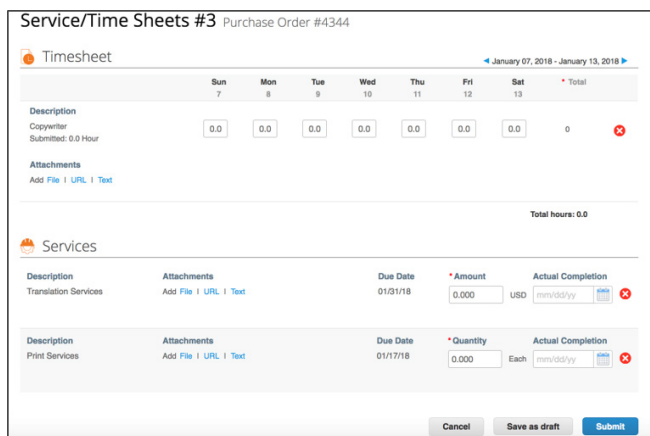 Service/Time Sheets #3 Purchase Order #4344
Timesheet
January 07, 2018 - January 13, 2018
Sun Mon Tue Wed Thu Fri Sat * Total
7 8 9 10 11 12 13
Description
Copywriter
Submitted: 0.0 Hour
0.0 0.0 0.0 0.0 0.0 0.0 0.0 0
Attachments
Add File | URL | Text
Total hours: 0.0
Services
Description Attachments Due Date * Amount Actual Completion
Translation Services Add File | URL | Text 01/31/18 0.000 USD mm/dd/yy
Description Attachments Due Date * Quantity Actual Completion
Print Services Add File | URL | Text 01/17/18 0.000 Each mm/dd/yy
Cancel Save as draft Submit